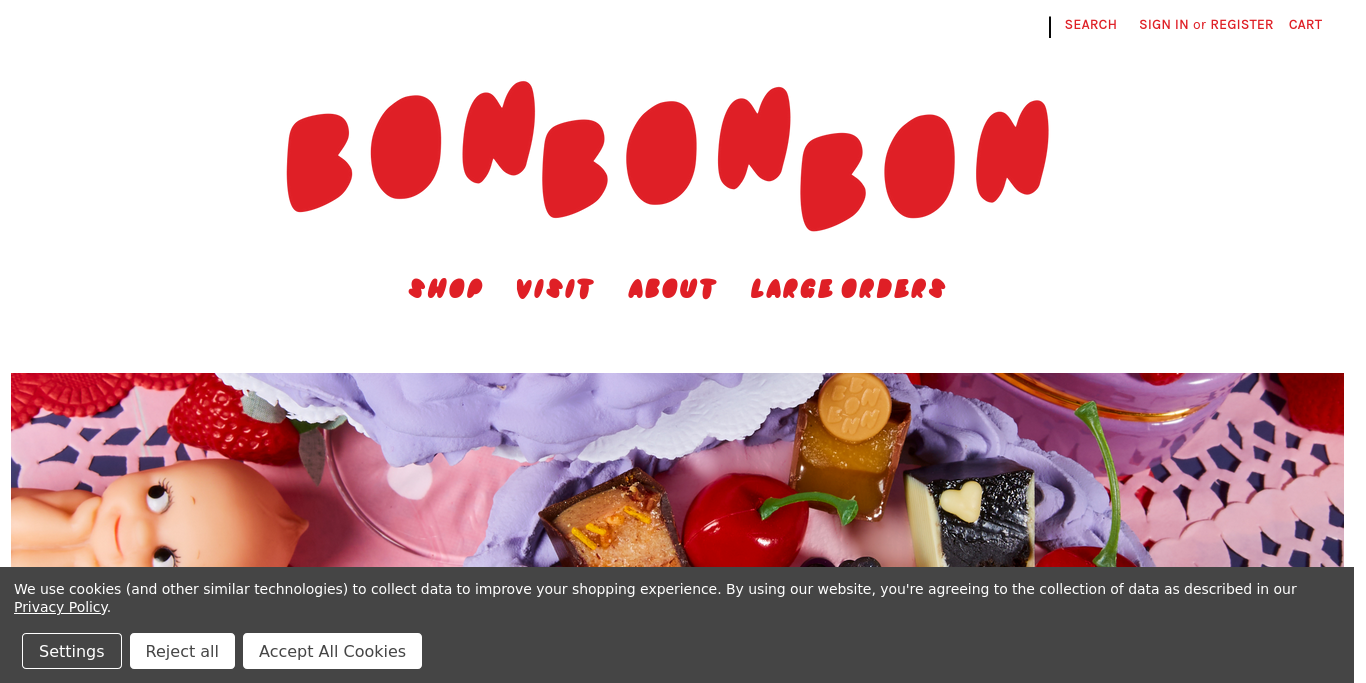 SEARCH SIGN IN or REGISTER CART
BONBONBON
SHOP VISIT ABOUT LARGE ORDERS
We use cookies (and other similar technologies) to collect data to improve your shopping experience. By using our website, you're agreeing to the collection of data as described in our
Privacy Policy.
Settings Reject all Accept All Cookies